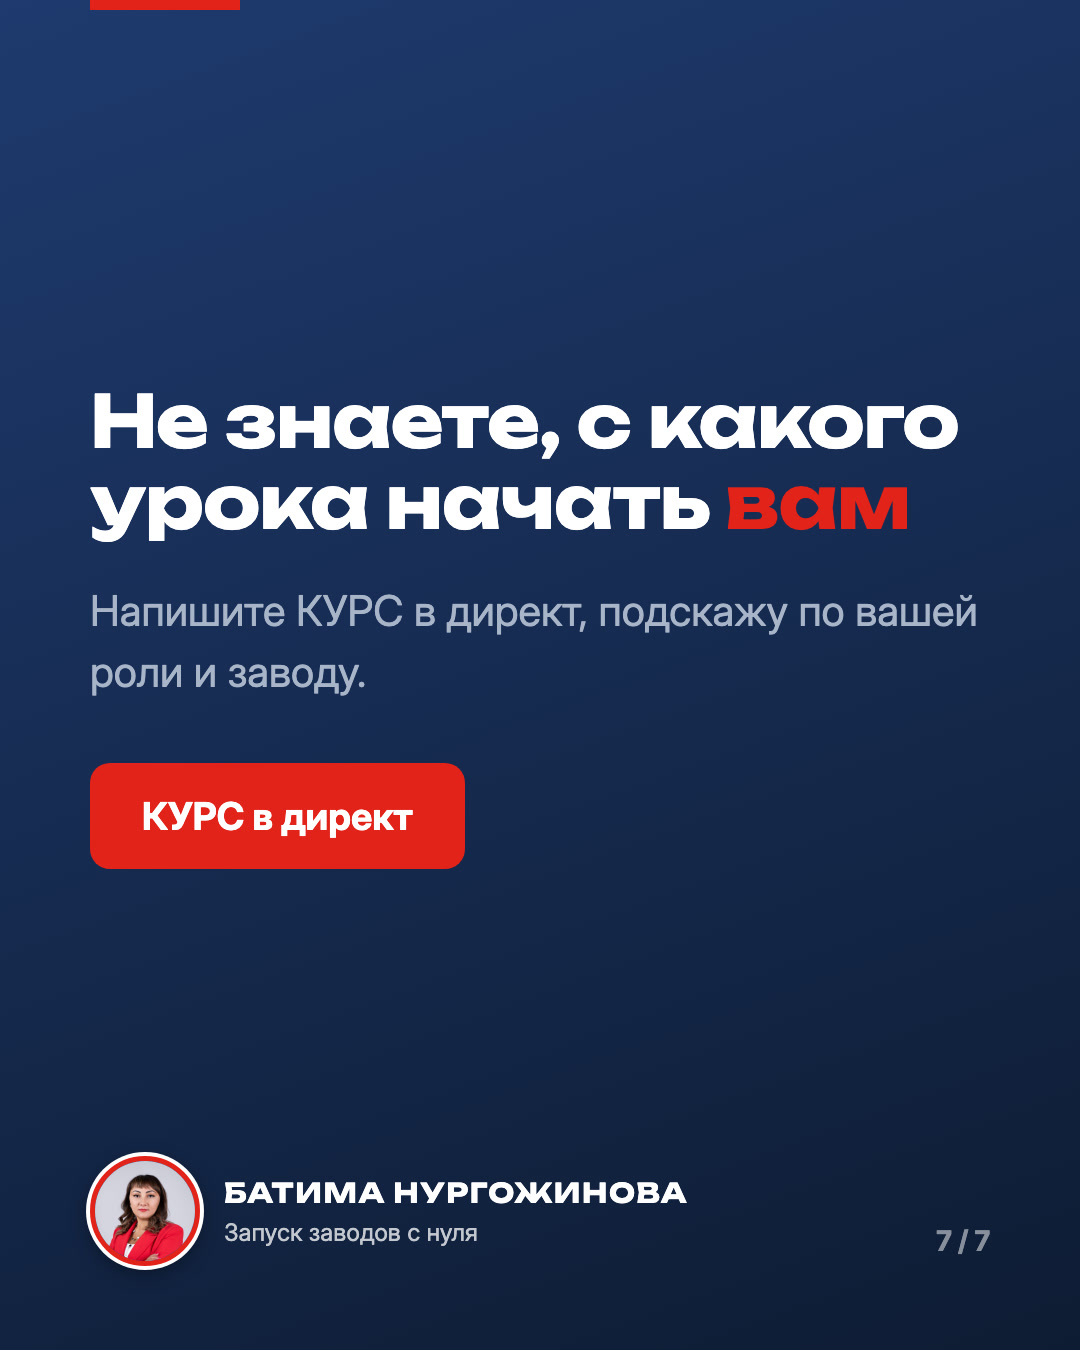 Не знаете, с какого
урока начать вам
Напишите КУРС в директ, подскажу по вашей
роли и заводу.
КУРС в директ
БАТИМА НУРГОЖИНОВА
Запуск заводов с нуля
7 / 7